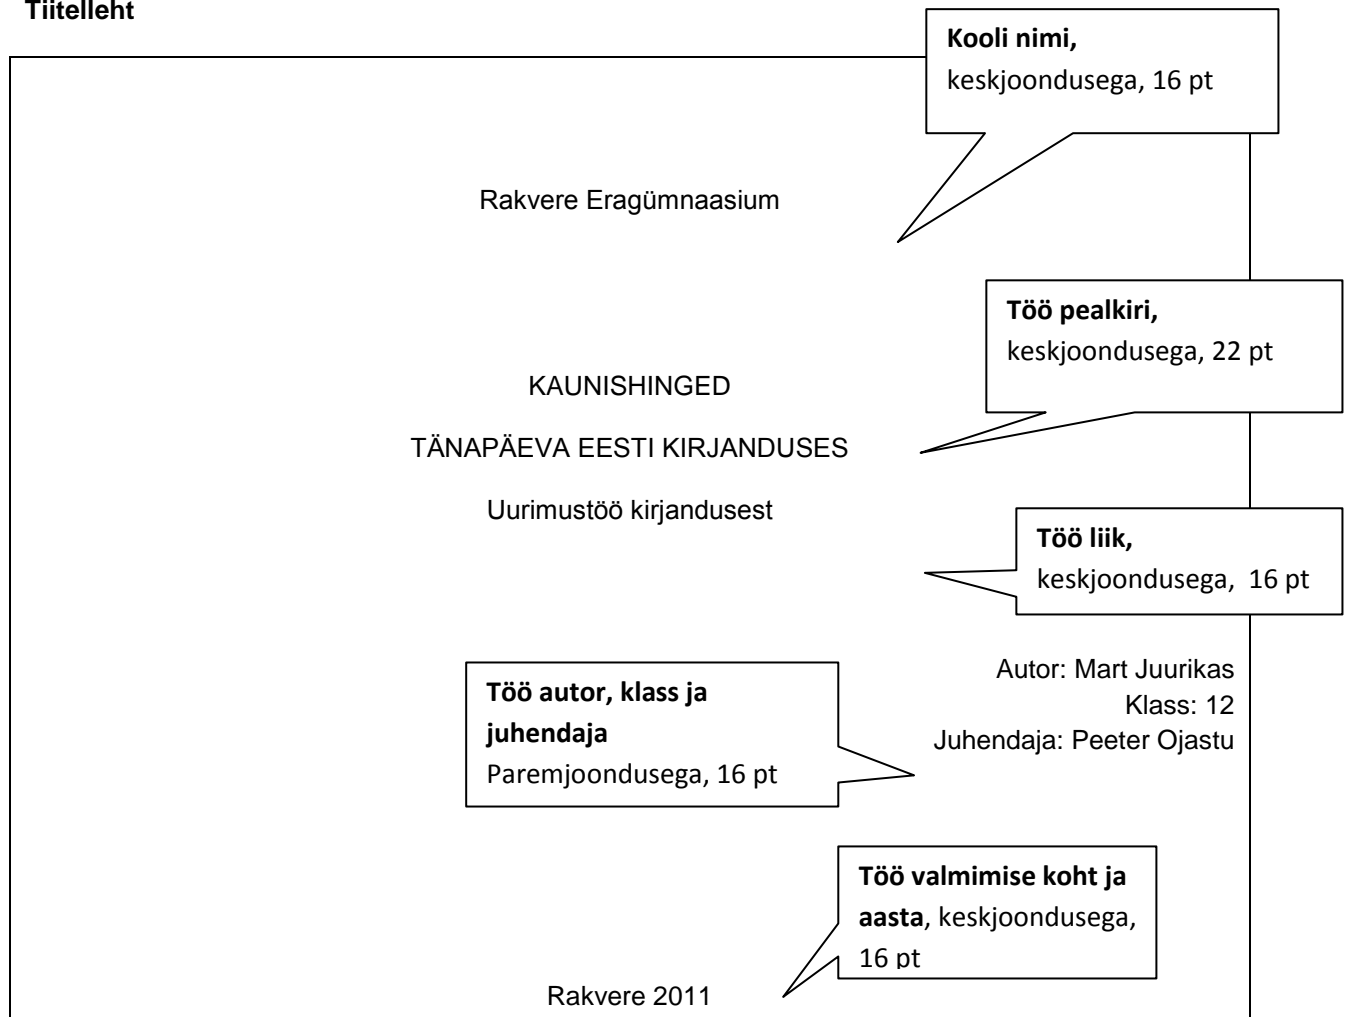 Tiitelleht
Kooli nimi,
keskjoondusega, 16 pt
Rakvere Eragümnaasium
Töö pealkiri,
keskjoondusega, 22 pt
KAUNISHINGED
TÄNAPÄEVA EESTI KIRJANDUSES
Uurimustöö kirjandusest
Töö liik,
keskjoondusega, 16 pt
Autor: Mart Juurikas
Klass: 12
Juhendaja: Peeter Ojastu
Töö autor, klass ja
juhendaja
Paremjoondusega, 16 pt
Töö valmimise koht ja
aasta, keskjoondusega,
16 pt
Rakvere 2011